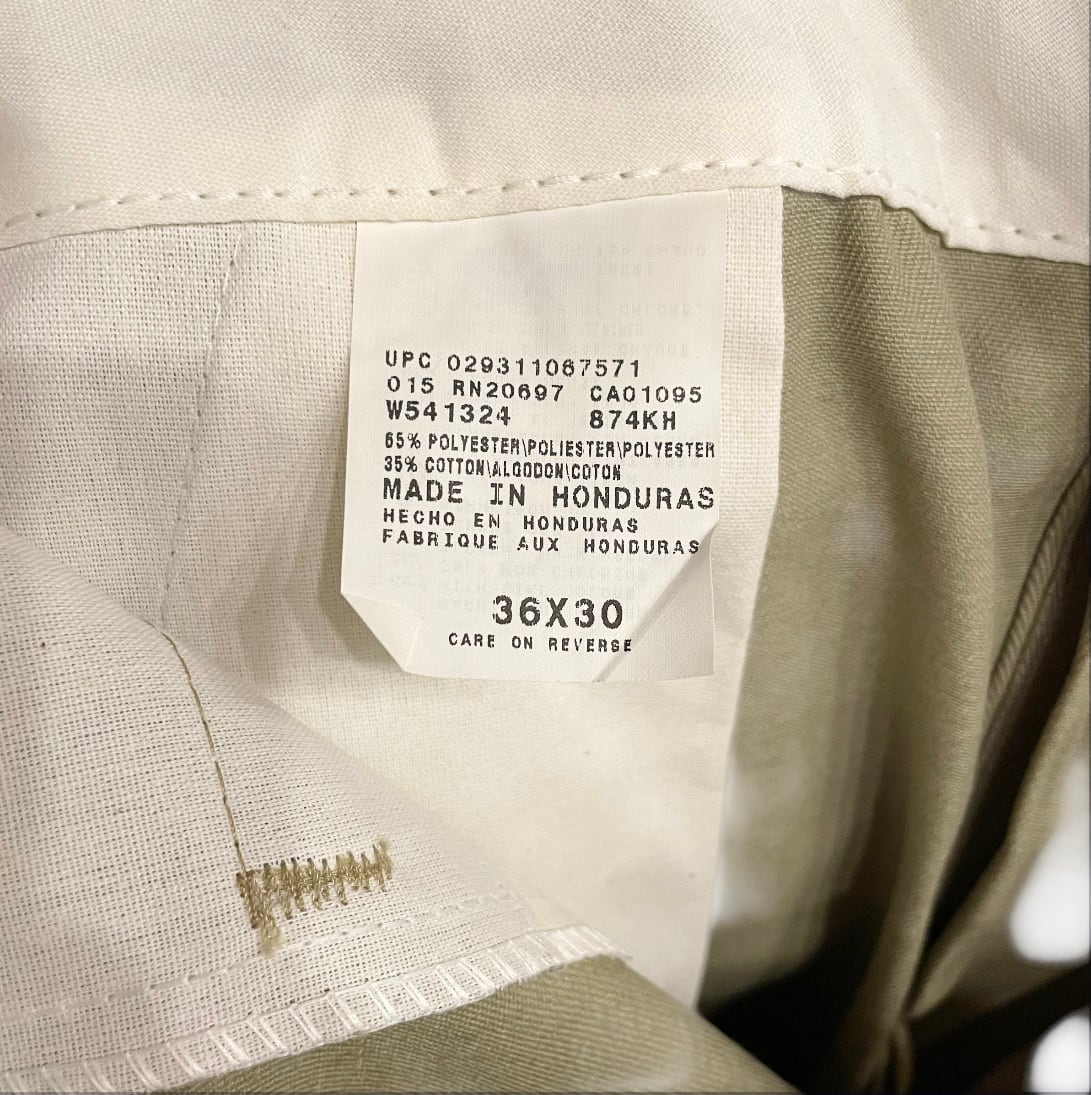 UPC 029311067571
015 RN20697 CA01095
W541324 874KH
65% POLYESTER\POLIESTER\POLYESTER
35% COTTON\ALGODON\COTON
MADE IN HONDURAS
HECHO EN HONDURAS
FABRIQUE AUX HONDURAS
36X30
CARE ON REVERSE